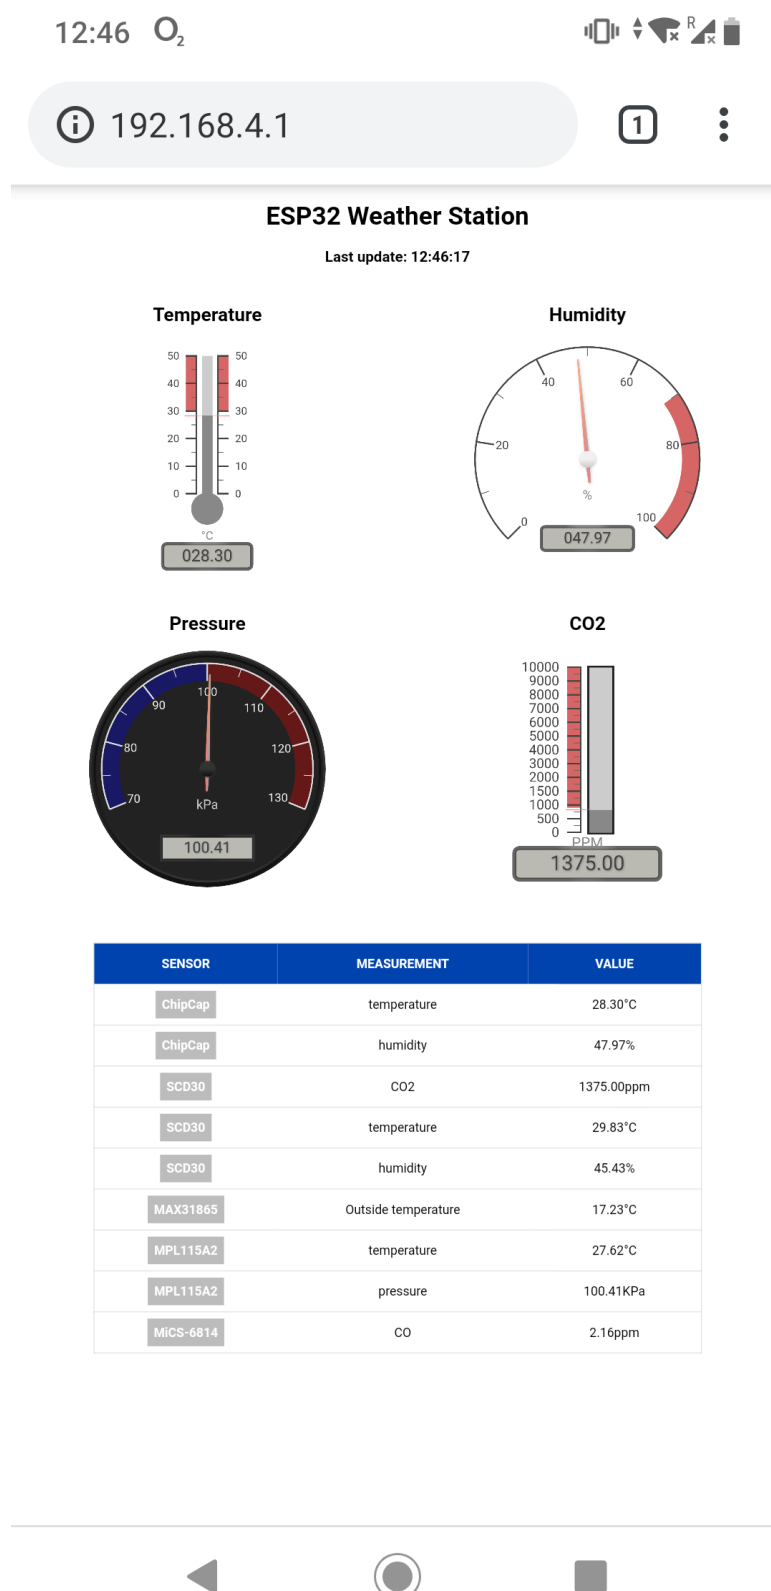 12:46 O2 R
192.168.4.1 1
ESP32 Weather Station
Last update: 12:46:17
Temperature Humidity
50 50
40 40
30 30
20 20
10 10
0 0
°C
028.30
0 20 40 60 80 100
%
047.97
Pressure CO2
70 80 90 100 110 120 130
kPa
100.41
10000
9000
8000
7000
6000
5000
4000
3000
2000
1500
1000
500
0
PPM
1375.00
SENSOR MEASUREMENT VALUE
ChipCap temperature 28.30°C
ChipCap humidity 47.97%
SCD30 CO2 1375.00ppm
SCD30 temperature 29.83°C
SCD30 humidity 45.43%
MAX31865 Outside temperature 17.23°C
MPL115A2 temperature 27.62°C
MPL115A2 pressure 100.41KPa
MiCS-6814 CO 2.16ppm